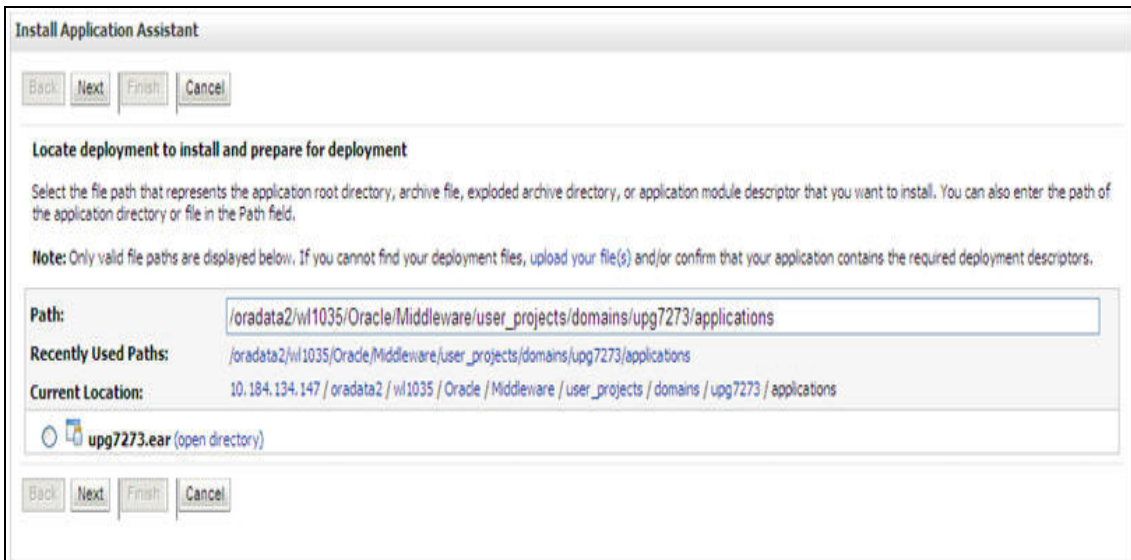 Install Application Assistant
Back Next Finish Cancel
Locate deployment to install and prepare for deployment
Select the file path that represents the application root directory, archive file, exploded archive directory, or application module descriptor that you want to install. You can also enter the path of
the application directory or file in the Path field.
Note: Only valid file paths are displayed below. If you cannot find your deployment files, upload your file(s) and/or confirm that your application contains the required deployment descriptors.
Path: /oradata2/wl1035/Oracle/Middleware/user_projects/domains/upg7273/applications
Recently Used Paths: /oradata2/wl1035/Oracle/Middleware/user_projects/domains/upg7273/applications
Current Location: 10.184.134.147 / oradata2 / wl1035 / Oracle / Middleware / user_projects / domains / upg7273 / applications
upg7273.ear (open directory)
Back Next Finish Cancel